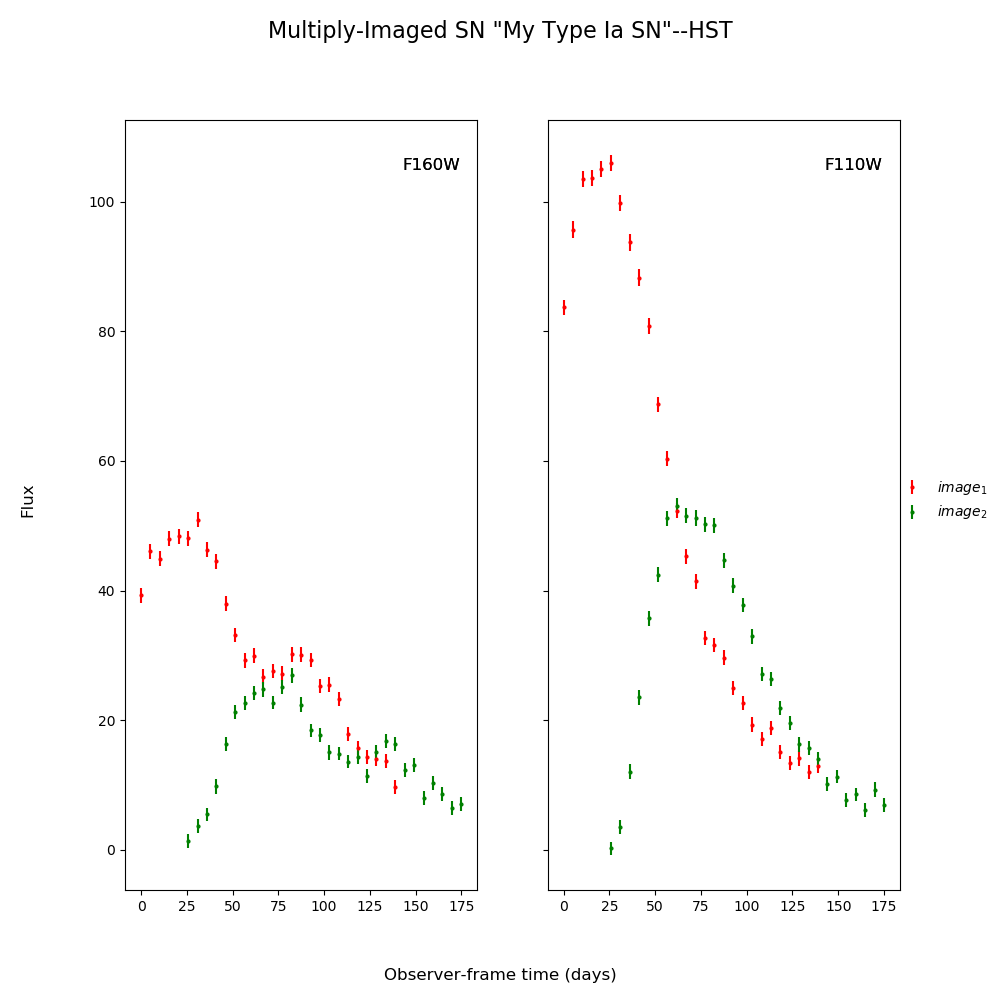 Multiply-Imaged SN "My Type Ia SN"--HST
F160W
F110W
100
80
60
40
20
0
Flux
image1
image2
0 25 50 75 100 125 150 175
0 25 50 75 100 125 150 175
Observer-frame time (days)